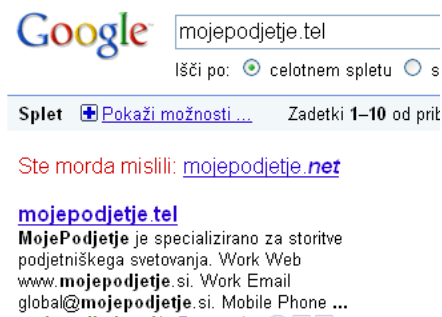 Google mojepodjetje.tel
Išči po: celotnem spletu
Splet Pokaži možnosti ... Zadetki 1–10 od
Ste morda mislili: mojepodjetje.net
mojepodjetje.tel
MojePodjetje je specializirano za storitve
podjetniškega svetovanja. Work Web
www.mojepodjetje.si. Work Email
global@mojepodjetje.si. Mobile Phone ...